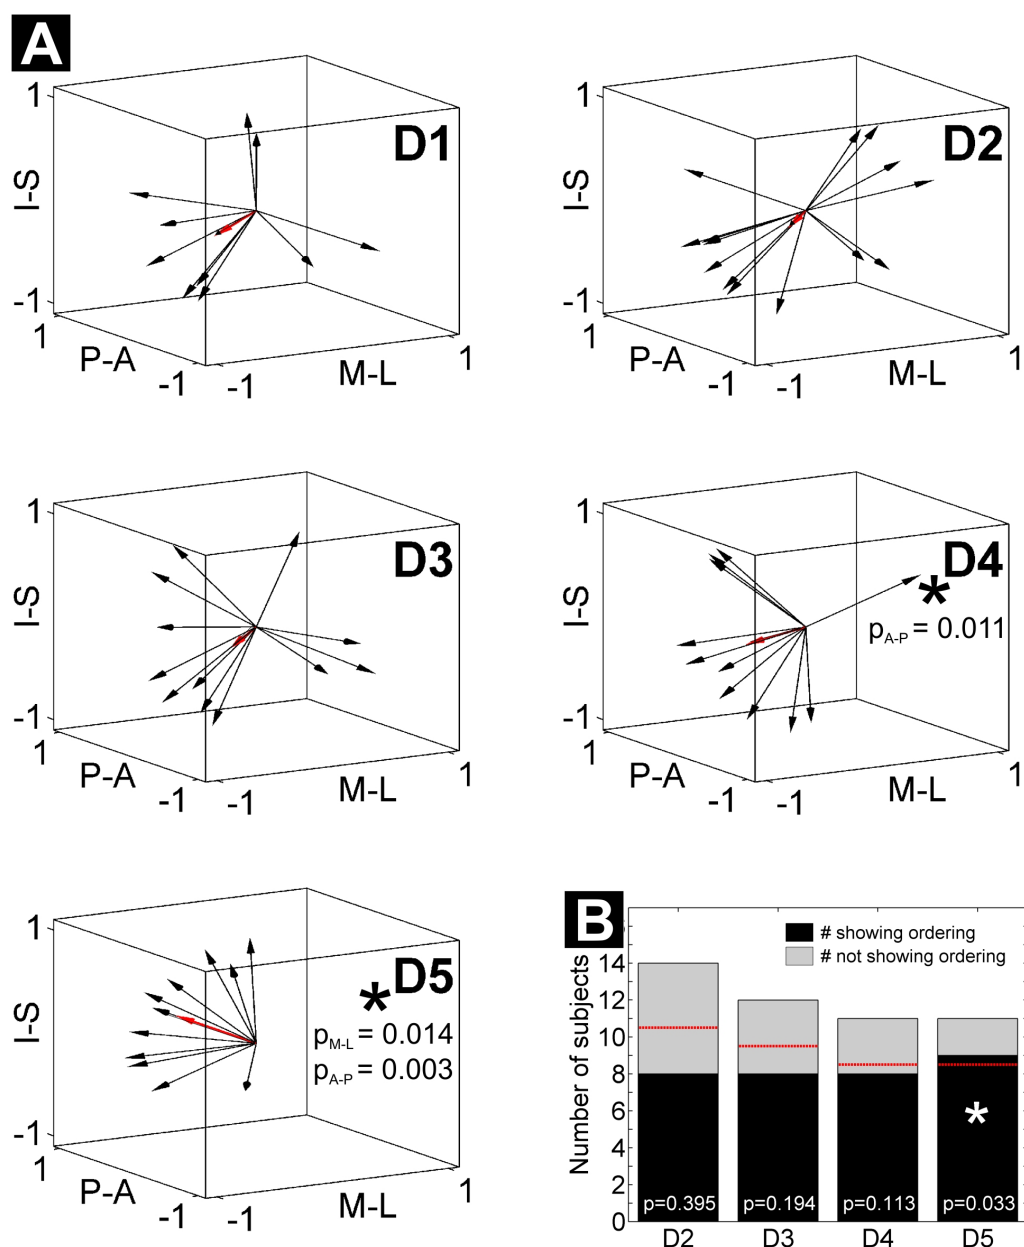 A
D1
1
I-S
-1
1
P-A
-1
-1
M-L
1
D2
1
I-S
-1
1
P-A
-1
-1
M-L
1
D3
1
I-S
-1
1
P-A
-1
-1
M-L
1
D4
*
pA-P = 0.011
1
I-S
-1
1
P-A
-1
-1
M-L
1
D5
*
pM-L = 0.014
pA-P = 0.003
1
I-S
-1
1
P-A
-1
-1
M-L
1
B
# showing ordering
# not showing ordering
Number of subjects
14
12
10
8
6
4
2
0
*
p=0.395 p=0.194 p=0.113 p=0.033
D2 D3 D4 D5